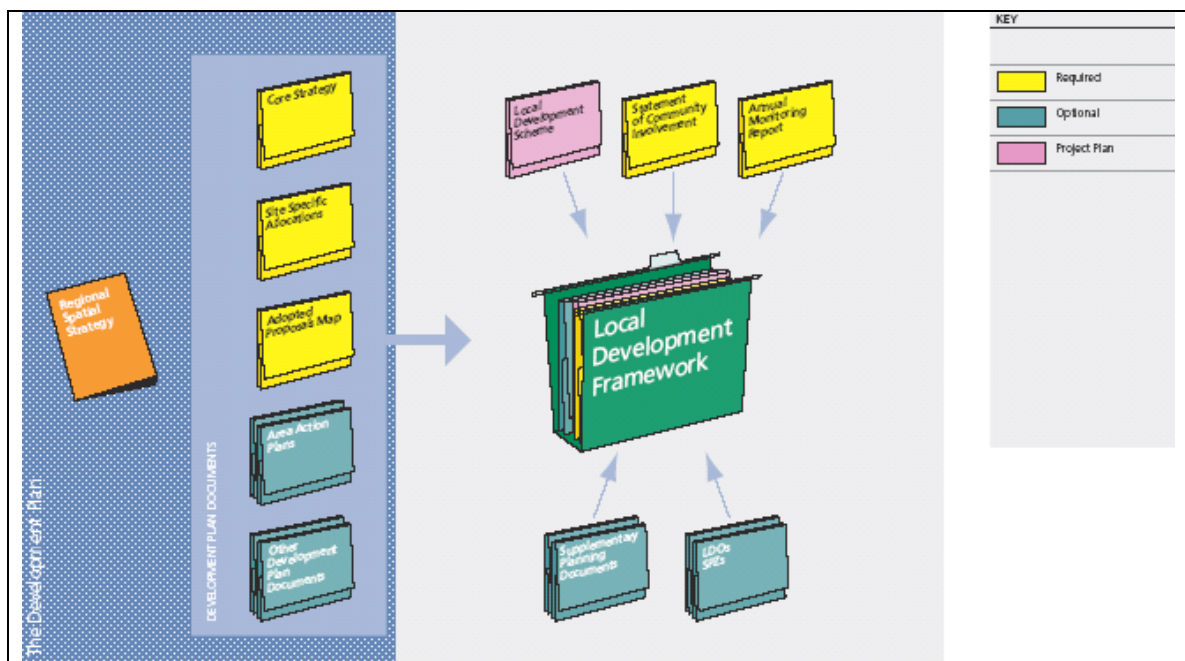 The Development Plan
Regional
Spatial
Strategy
DEVELOPMENT PLAN DOCUMENTS
Core Strategy
Site Specific
Allocations
Adopted
Proposals Map
Area Action
Plans
Other
Development
Plan
Documents
Local
Development
Scheme
Statement
of Community
Involvement
Annual
Monitoring
Report
Local
Development
Framework
Supplementary
Planning
Documents
LDOs
SPZs
KEY
Required
Optional
Project Plan